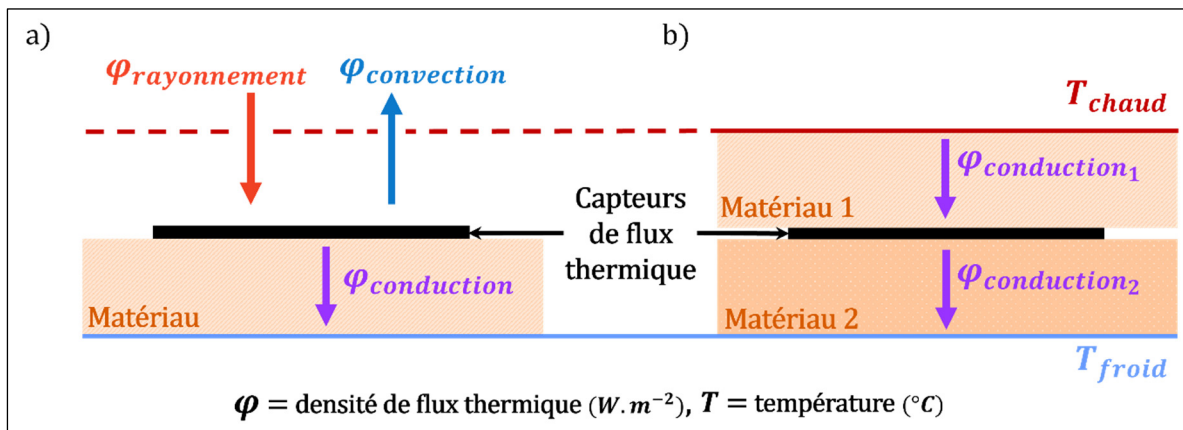 a)
b)
φrayonnement
φconvection
Tchaud
φconduction₁
Capteurs
de flux
thermique
Matériau 1
φconduction
φconduction₂
Matériau
Matériau 2
Tfroid
φ = densité de flux thermique (W.m⁻²), T = température (°C)